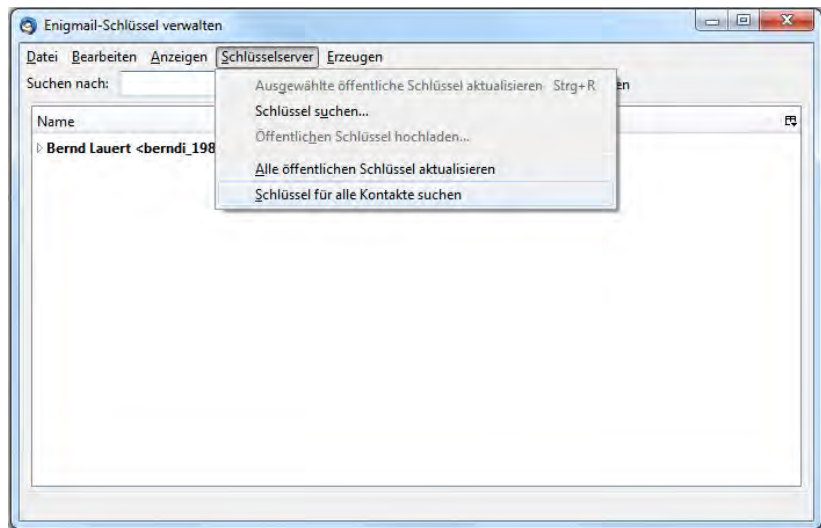 Enigmail-Schlüssel verwalten
Datei Bearbeiten Anzeigen Schlüsselserver Erzeugen
Suchen nach:
Ausgewählte öffentliche Schlüssel aktualisieren Strg+R
Schlüssel suchen...
Öffentlichen Schlüssel hochladen...
Alle öffentlichen Schlüssel aktualisieren
Schlüssel für alle Kontakte suchen
Name
Bernd Lauert <berndi_198